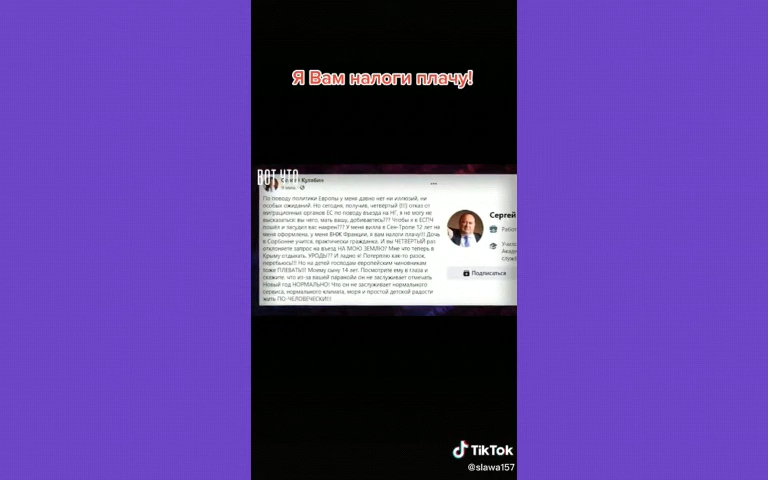 Я Вам налоги плачу!
ВОТ ЧТО
Кулябин
По поводу политики Европы у меня давно нет ни иллюзий, ни
особых ожиданий. Но сегодня, получив, четвертый (!!!) отказ от
миграционных органов ЕС по поводу въезда на НГ, я не могу не
высказаться: вы чего, мать вашу, добиваетесь??? Чтобы я в ЕСПЧ
пошёл и засудил вас нахрен??? У меня вилла в Сен-Тропе 12 лет на
меня оформлена, у меня ВНЖ Франции, я вам налоги плачу!!! Дочь
в Сорбонне учится, практически гражданка. И вы ЧЕТВЕРТЫЙ раз
отклоняете запрос на въезд НА МОЮ ЗЕМЛЮ? Мне что теперь в
Крыму отдыхать, УРОДЫ?? И ладно я! Потерплю как-то разок,
перебьюсь!!! Но на детей господам европейским чиновникам
тоже ПЛЕВАТЬ!!! Моему сыну 14 лет. Посмотрите ему в глаза и
скажите, что из-за вашей паранойи он не заслуживает отмечать
Новый год НОРМАЛЬНО! Что он не заслуживает нормального
сервиса, нормального климата, моря и простой детской радости
жить ПО-ЧЕЛОВЕЧЕСКИ!!!
Сергей
Работ
Училс
Акаде
служб
Подписаться
TikTok
@slawa157